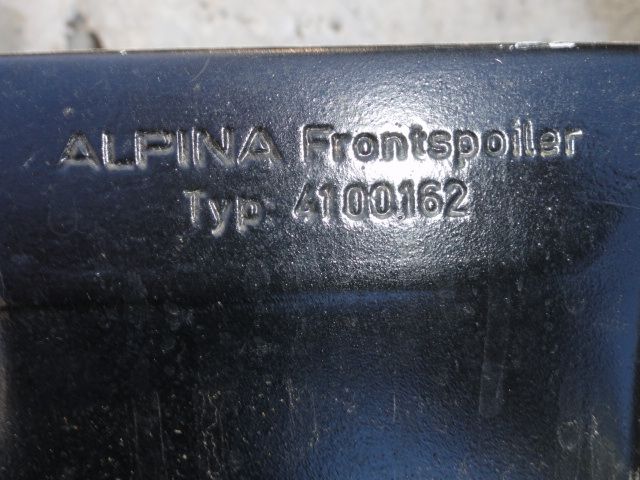 ALPINA Frontspoiler
Typ: 4100162